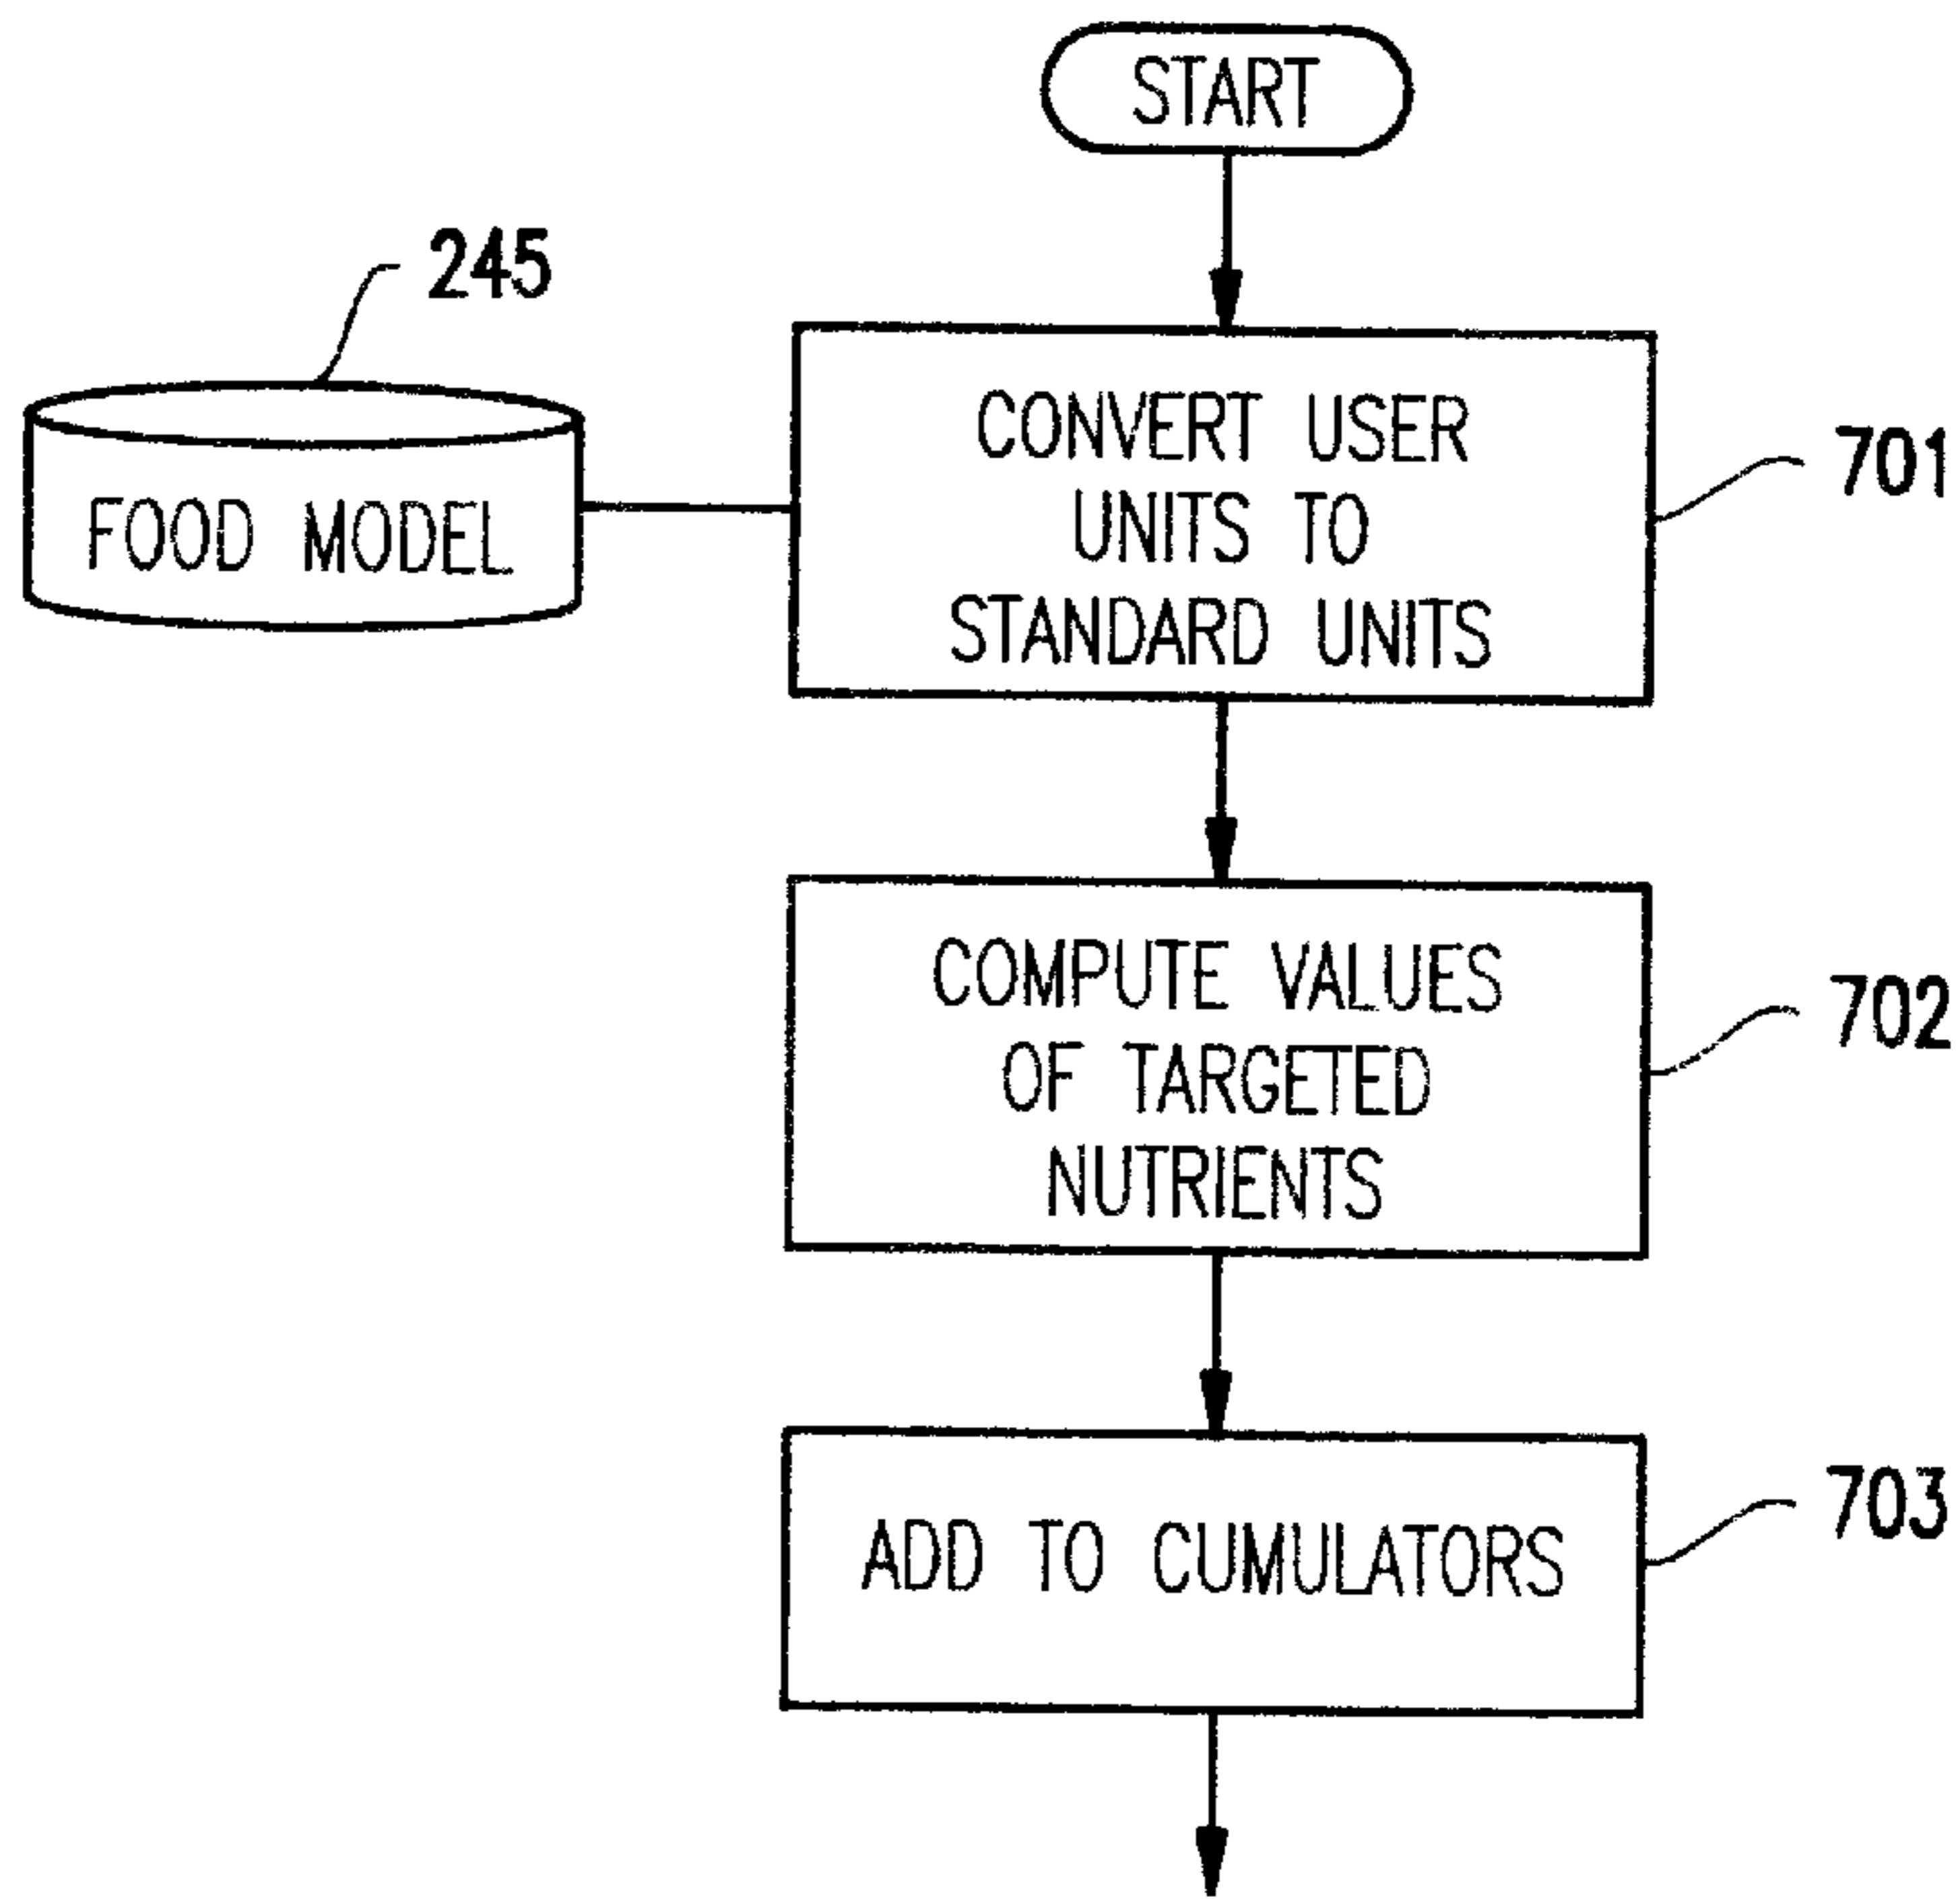 START
245
FOOD MODEL
CONVERT USER
UNITS TO
STANDARD UNITS
701
COMPUTE VALUES
OF TARGETED
NUTRIENTS
702
ADD TO CUMULATORS
703